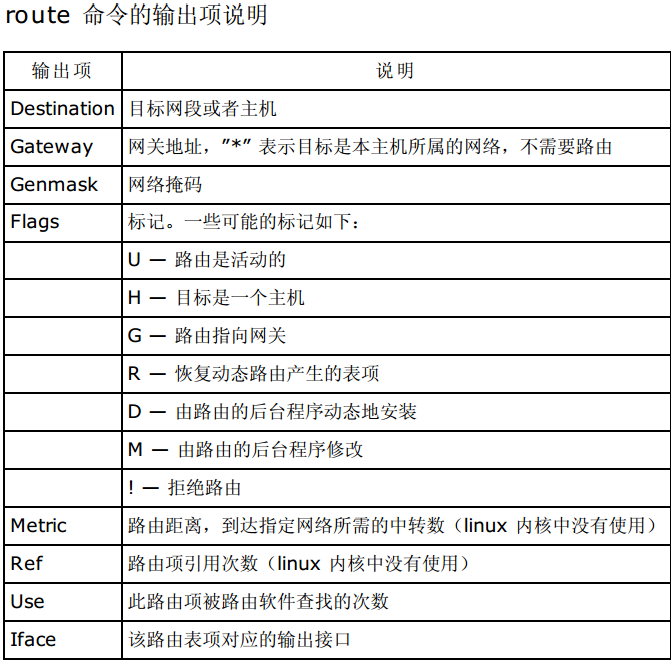 route 命令的输出项说明
输出项 说明
Destination 目标网段或者主机
Gateway 网关地址，”*” 表示目标是本主机所属的网络，不需要路由
Genmask 网络掩码
Flags 标记。一些可能的标记如下：
U — 路由是活动的
H — 目标是一个主机
G — 路由指向网关
R — 恢复动态路由产生的表项
D — 由路由的后台程序动态地安装
M — 由路由的后台程序修改
! — 拒绝路由
Metric 路由距离，到达指定网络所需的中转数（linux 内核中没有使用）
Ref 路由项引用次数（linux 内核中没有使用）
Use 此路由项被路由软件查找的次数
Iface 该路由表项对应的输出接口